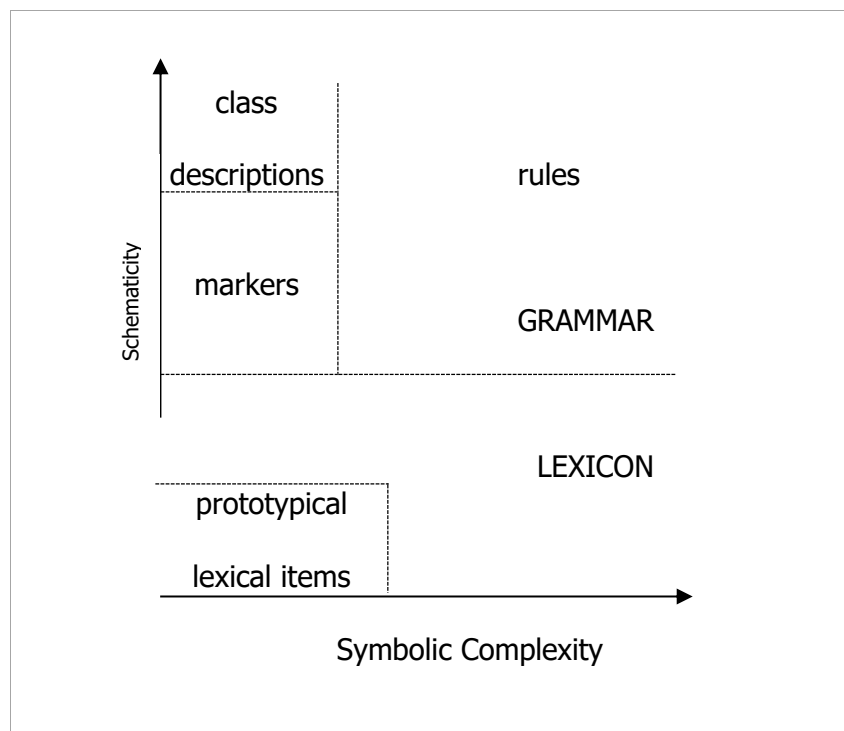 class
descriptions
rules
markers
Schematicity
GRAMMAR
LEXICON
prototypical
lexical items
Symbolic Complexity